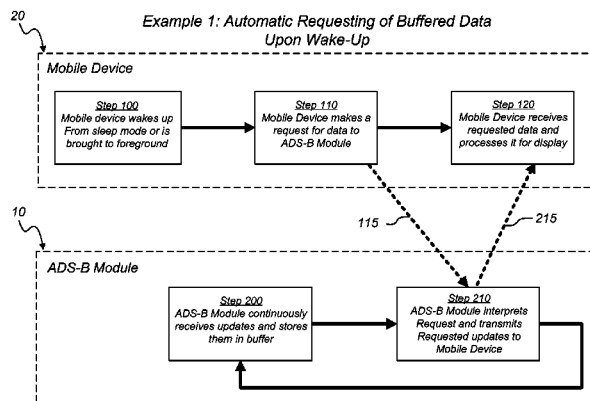 20
Example 1: Automatic Requesting of Buffered Data
Upon Wake-Up
Mobile Device
Step 100
Mobile device wakes up
From sleep mode or is
brought to foreground
Step 110
Mobile Device makes a
request for data to
ADS-B Module
Step 120
Mobile Device receives
requested data and
processes it for display
115
215
10
ADS-B Module
Step 200
ADS-B Module continuously
receives updates and stores
them in buffer
Step 210
ADS-B Module interprets
Request and transmits
Requested updates to
Mobile Device